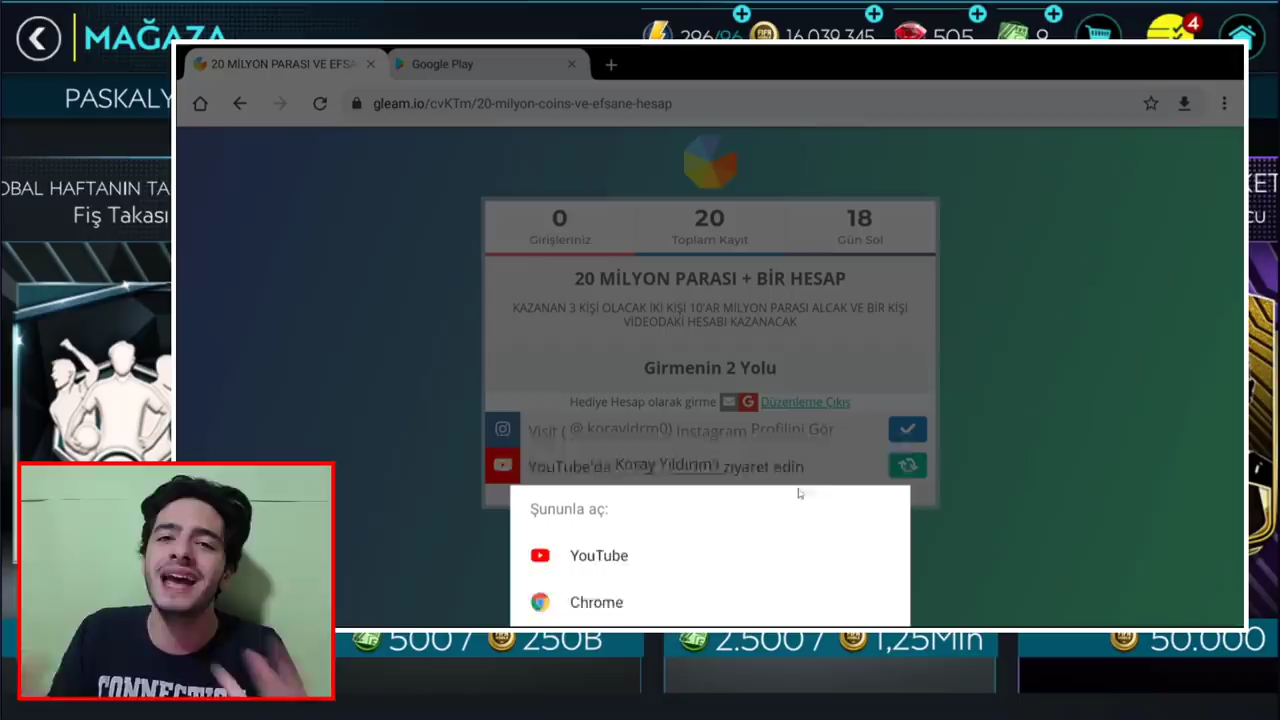 MAĞAZA
296/96
16.039.345
505
9
4
PASKALY
20 MİLYON PARASI VE EFSA
Google Play
gleam.io/cvKTm/20-milyon-coins-ve-efsane-hesap
OBAL HAFTANIN TA
Fiş Takası
KET
cu
0
Girişleriniz
20
Toplam Kayıt
18
Gün Sol
20 MİLYON PARASI + BİR HESAP
KAZANAN 3 KİŞİ OLACAK İKİ KİŞİ 10'AR MİLYON PARASI ALCAK VE BİR KİŞİ
VİDEODAKİ HESABI KAZANACAK
Girmenin 2 Yolu
Hediye Hesap olarak girme G Düzenleme Çıkış
Visit ( @korayldrm0) Instagram Profilini Gör
YouTube'da Koray Yıldırım'ı ziyaret edin
Şununla aç:
YouTube
Chrome
500 / 250B
2.500 / 1,25Mln
50.000